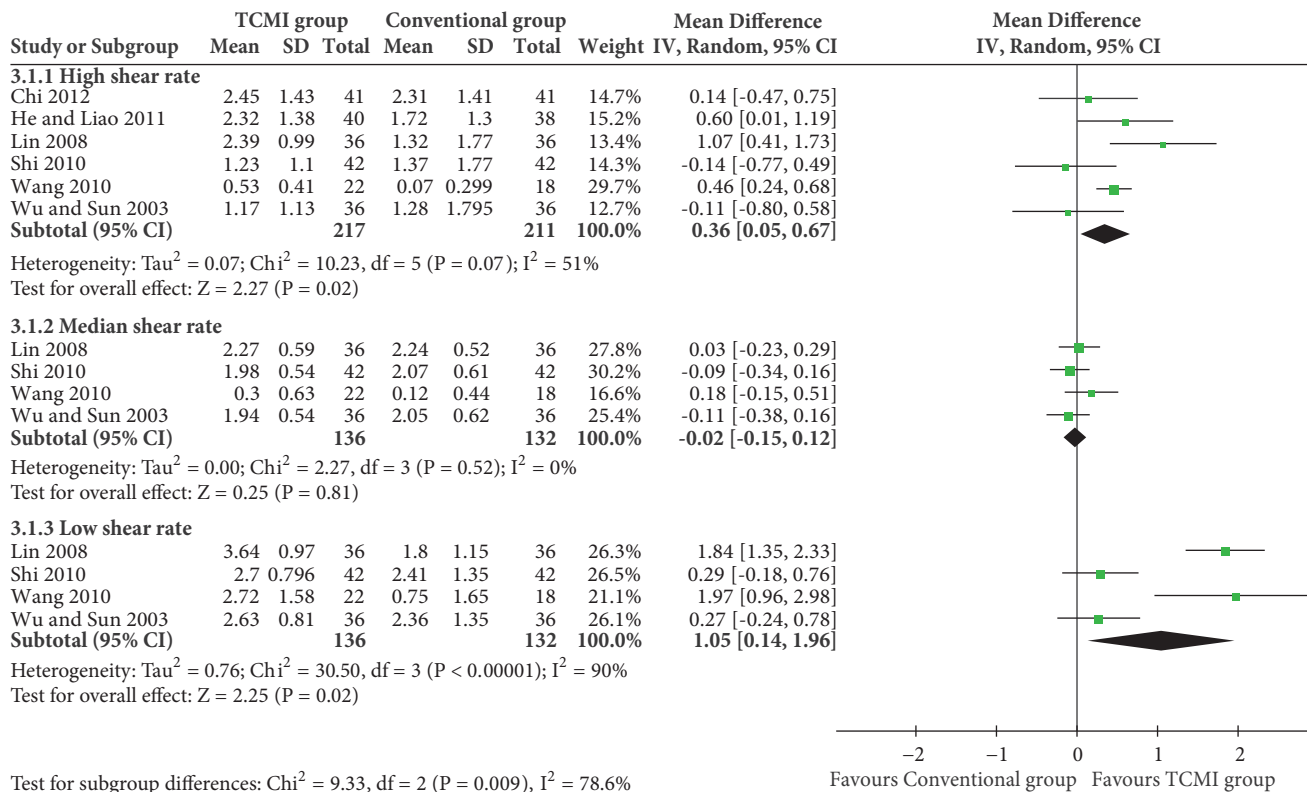 TCMI group Conventional group Mean Difference Mean Difference
Study or Subgroup Mean SD Total Mean SD Total Weight IV, Random, 95% CI IV, Random, 95% CI
3.1.1 High shear rate
Chi 2012 2.45 1.43 41 2.31 1.41 41 14.7% 0.14 [-0.47, 0.75]
He and Liao 2011 2.32 1.38 40 1.72 1.3 38 15.2% 0.60 [0.01, 1.19]
Lin 2008 2.39 0.99 36 1.32 1.77 36 13.4% 1.07 [0.41, 1.73]
Shi 2010 1.23 1.1 42 1.37 1.77 42 14.3% -0.14 [-0.77, 0.49]
Wang 2010 0.53 0.41 22 0.07 0.299 18 29.7% 0.46 [0.24, 0.68]
Wu and Sun 2003 1.17 1.13 36 1.28 1.795 36 12.7% -0.11 [-0.80, 0.58]
Subtotal (95% CI) 217 211 100.0% 0.36 [0.05, 0.67]
Heterogeneity: Tau² = 0.07; Chi² = 10.23, df = 5 (P = 0.07); I² = 51%
Test for overall effect: Z = 2.27 (P = 0.02)
3.1.2 Median shear rate
Lin 2008 2.27 0.59 36 2.24 0.52 36 27.8% 0.03 [-0.23, 0.29]
Shi 2010 1.98 0.54 42 2.07 0.61 42 30.2% -0.09 [-0.34, 0.16]
Wang 2010 0.3 0.63 22 0.12 0.44 18 16.6% 0.18 [-0.15, 0.51]
Wu and Sun 2003 1.94 0.54 36 2.05 0.62 36 25.4% -0.11 [-0.38, 0.16]
Subtotal (95% CI) 136 132 100.0% -0.02 [-0.15, 0.12]
Heterogeneity: Tau² = 0.00; Chi² = 2.27, df = 3 (P = 0.52); I² = 0%
Test for overall effect: Z = 0.25 (P = 0.81)
3.1.3 Low shear rate
Lin 2008 3.64 0.97 36 1.8 1.15 36 26.3% 1.84 [1.35, 2.33]
Shi 2010 2.7 0.796 42 2.41 1.35 42 26.5% 0.29 [-0.18, 0.76]
Wang 2010 2.72 1.58 22 0.75 1.65 18 21.1% 1.97 [0.96, 2.98]
Wu and Sun 2003 2.63 0.81 36 2.36 1.35 36 26.1% 0.27 [-0.24, 0.78]
Subtotal (95% CI) 136 132 100.0% 1.05 [0.14, 1.96]
Heterogeneity: Tau² = 0.76; Chi² = 30.50, df = 3 (P < 0.00001); I² = 90%
Test for overall effect: Z = 2.25 (P = 0.02)
−2 −1 0 1 2
Test for subgroup differences: Chi² = 9.33, df = 2 (P = 0.009), I² = 78.6% Favours Conventional group Favours TCMI group